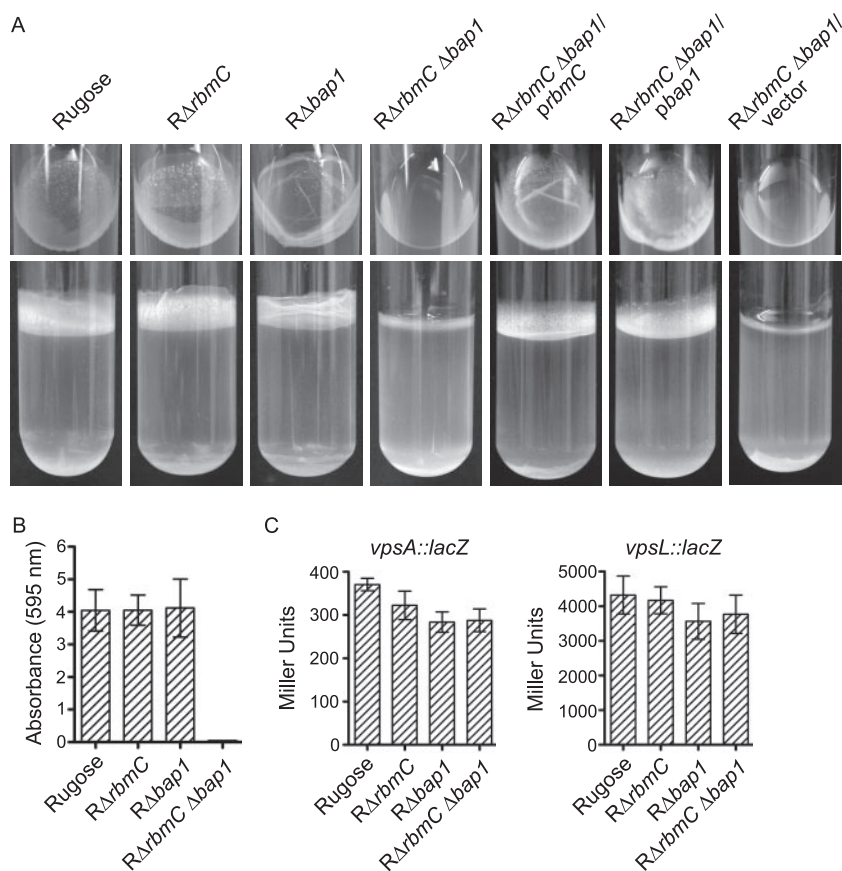 A
Rugose
RΔrbmC
RΔbap1
RΔrbmC Δbap1
RΔrbmC Δbap1/
prbmC
RΔrbmC Δbap1/
pbap1
RΔrbmC Δbap1/
vector
B
Absorbance (595 nm)
6
5
4
3
2
1
0
Rugose
RΔrbmC
RΔbap1
RΔrbmC Δbap1
C
vpsA::lacZ
Miller Units
400
300
200
100
0
Rugose
RΔrbmC
RΔbap1
RΔrbmC Δbap1
vpsL::lacZ
Miller Units
5000
4000
3000
2000
1000
0
Rugose
RΔrbmC
RΔbap1
RΔrbmC Δbap1